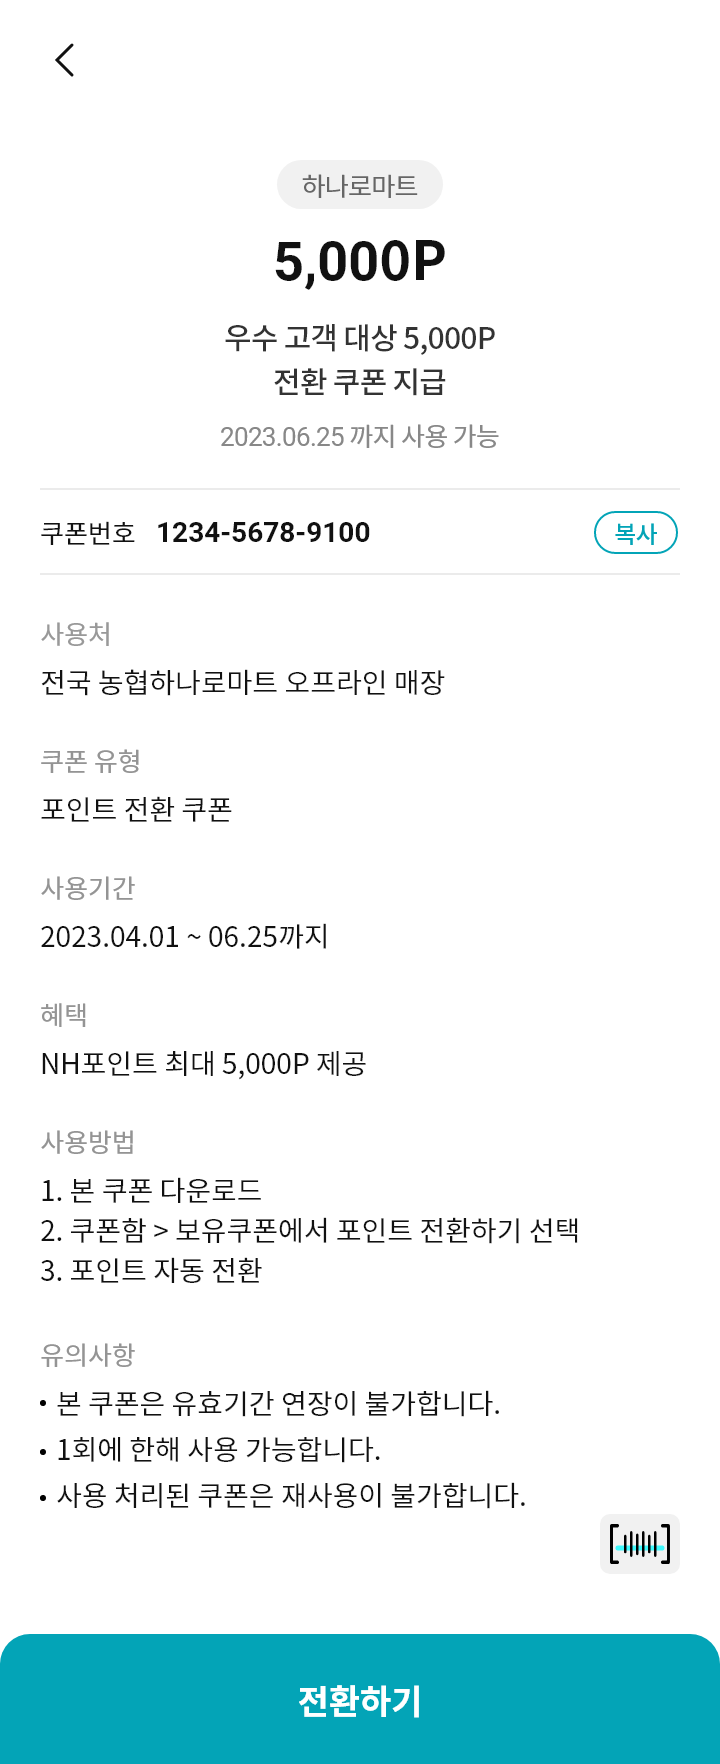 하나로마트
5,000P
우수 고객 대상 5,000P
전환 쿠폰 지급
2023.06.25 까지 사용 가능
쿠폰번호 1234-5678-9100 복사
사용처
전국 농협하나로마트 오프라인 매장
쿠폰 유형
포인트 전환 쿠폰
사용기간
2023.04.01 ~ 06.25까지
혜택
NH포인트 최대 5,000P 제공
사용방법
1. 본 쿠폰 다운로드
2. 쿠폰함 > 보유쿠폰에서 포인트 전환하기 선택
3. 포인트 자동 전환
유의사항
• 본 쿠폰은 유효기간 연장이 불가합니다.
• 1회에 한해 사용 가능합니다.
• 사용 처리된 쿠폰은 재사용이 불가합니다.
전환하기